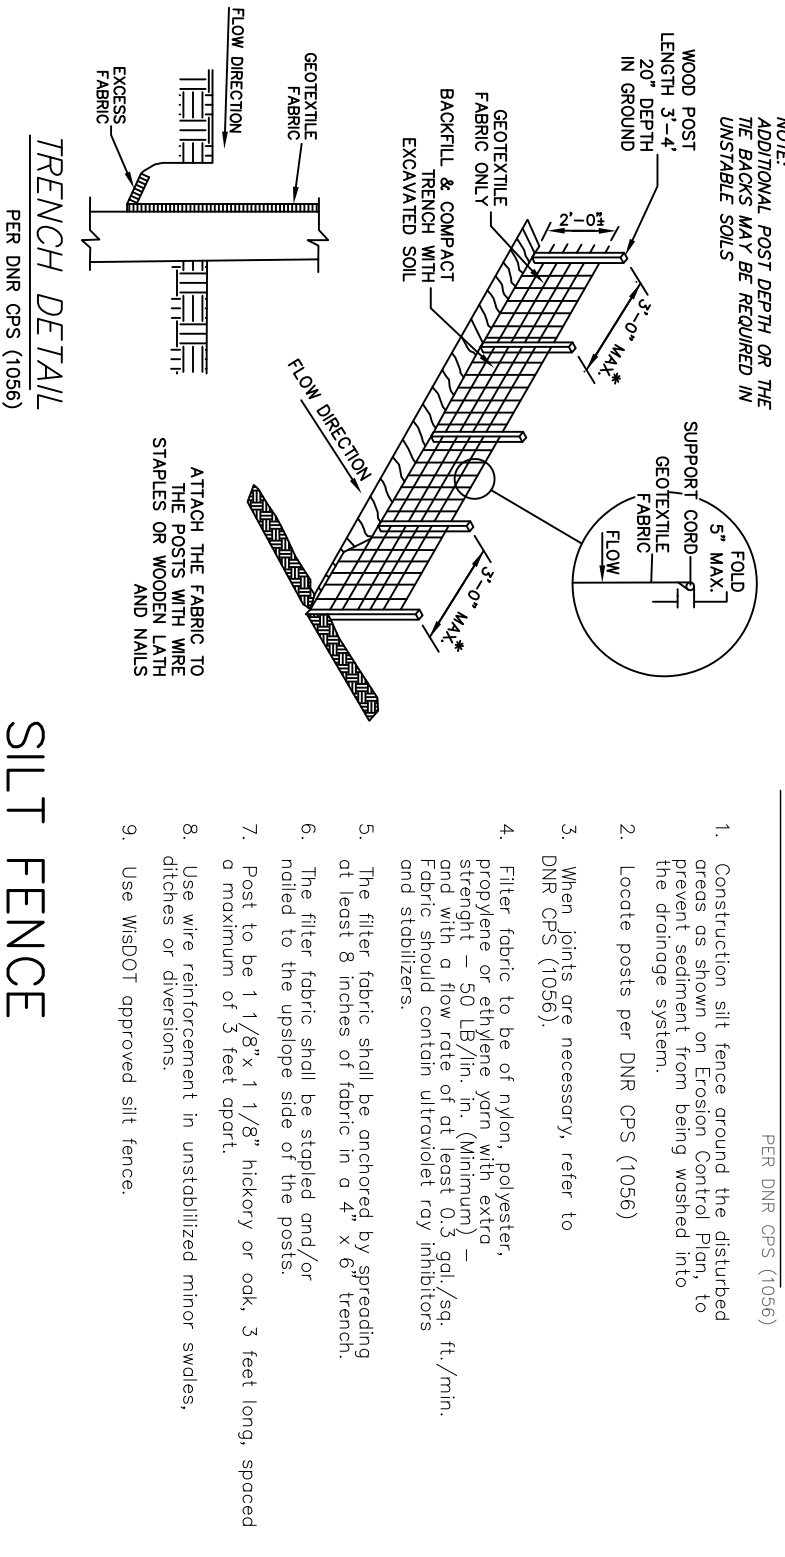 NOTE:
ADDITIONAL POST DEPTH OR THE
TIE BACKS MAY BE REQUIRED IN
UNSTABLE SOILS
WOOD POST
LENGTH 3'-4'
20" DEPTH
IN GROUND
2'-0"±
3'-0" MAX.*
GEOTEXTILE
FABRIC ONLY
BACKFILL & COMPACT
TRENCH WITH
EXCAVATED SOIL
FLOW DIRECTION
3'-0" MAX.*
FOLD
5" MAX.
SUPPORT CORD
GEOTEXTILE
FABRIC
FLOW
ATTACH THE FABRIC TO
THE POSTS WITH WIRE
STAPLES OR WOODEN LATH
AND NAILS
FLOW DIRECTION
GEOTEXTILE
FABRIC
EXCESS
FABRIC
TRENCH DETAIL
PER DNR CPS (1056)
PER DNR CPS (1056)
1. Construction silt fence around the disturbed
areas as shown on Erosion Control Plan, to
prevent sediment from being washed into
the drainage system.
2. Locate posts per DNR CPS (1056)
3. When joints are necessary, refer to
DNR CPS (1056).
4. Filter fabric to be of nylon, polyester,
propylene or ethylene yarn with extra
strenght – 50 LB/lin. in. (Minimum) –
and with a flow rate of at least 0.3 gal./sq. ft./min.
Fabric should contain ultraviolet ray inhibitors
and stabilizers.
5. The filter fabric shall be anchored by spreading
at least 8 inches of fabric in a 4" x 6" trench.
6. The filter fabric shall be stapled and/or
nailed to the upslope side of the posts.
7. Post to be 1 1/8"x 1 1/8" hickory or oak, 3 feet long, spaced
a maximum of 3 feet apart.
8. Use wire reinforcement in unstablilized minor swales,
ditches or diversions.
9. Use WisDOT approved silt fence.
SILT FENCE